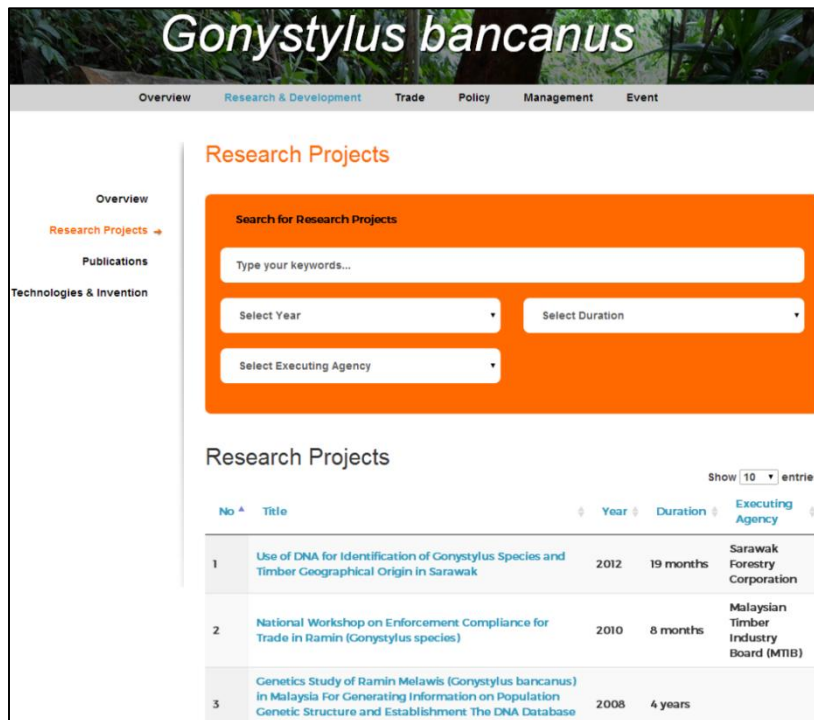 Gonystylus bancanus
Overview Research & Development Trade Policy Management Event
Research Projects
Overview
Research Projects
Publications
Technologies & Invention
Search for Research Projects
Type your keywords...
Select Year Select Duration
Select Executing Agency
Research Projects
Show 10 entrie
No Title Year Duration Executing Agency
1 Use of DNA for Identification of Gonystylus Species and
Timber Geographical Origin in Sarawak
2012 19 months
Sarawak
Forestry
Corporation
2 National Workshop on Enforcement Compliance for
Trade in Ramin (Gonystylus species)
2010 8 months
Malaysian
Timber
Industry
Board (MTIB)
3 Genetics Study of Ramin Melawis (Gonystylus bancanus)
in Malaysia For Generating Information on Population
Genetic Structure and Establishment The DNA Database
2008 4 years